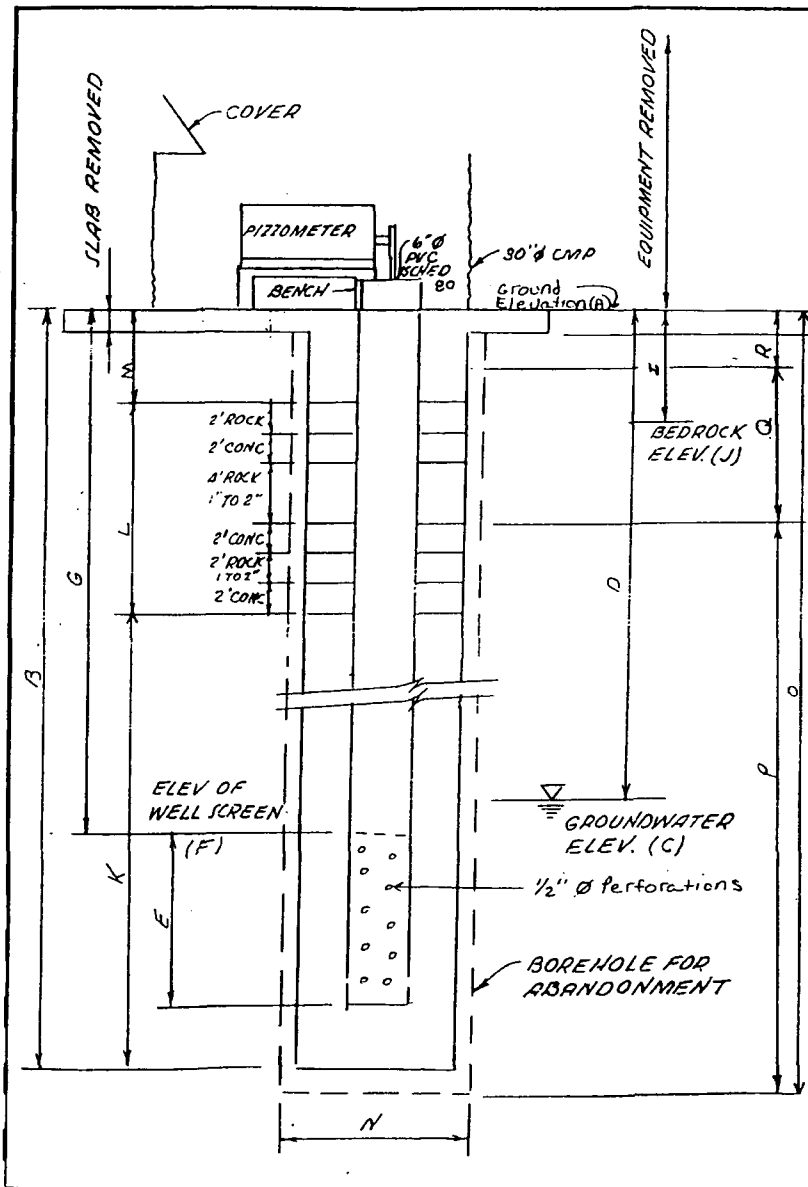 SLAB REMOVED
COVER
EQUIPMENT REMOVED
PIZZOMETER
6" Ø
PVC
SCHED
80
30" Ø CMP
BENCH
Ground
Elevation (A)
M
I
R
Q
2' ROCK
2' CONC
4' ROCK
1" TO 2"
2' CONC
2' ROCK
1 TO 2"
2' CONC
BEDROCK
ELEV. (J)
L
G
D
B
O
P
ELEV OF
WELL SCREEN
(F)
GROUNDWATER
ELEV. (C)
K
E
1/2" Ø Perforations
BOREHOLE FOR
ABANDONMENT
N